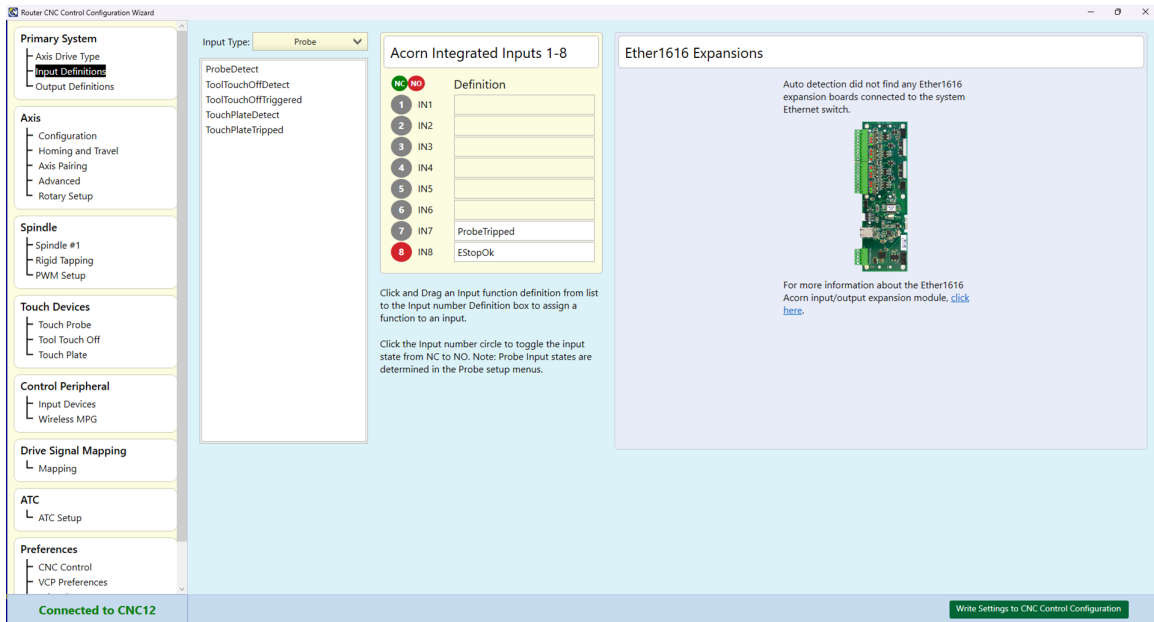 Router CNC Control Configuration Wizard
Primary System
Axis Drive Type
Input Definitions
Output Definitions
Axis
Configuration
Homing and Travel
Axis Pairing
Advanced
Rotary Setup
Spindle
Spindle #1
Rigid Tapping
PWM Setup
Touch Devices
Touch Probe
Tool Touch Off
Touch Plate
Control Peripheral
Input Devices
Wireless MPG
Drive Signal Mapping
Mapping
ATC
ATC Setup
Preferences
CNC Control
VCP Preferences
Connected to CNC12
Input Type: Probe
ProbeDetect
ToolTouchOffDetect
ToolTouchOffTriggered
TouchPlateDetect
TouchPlateTripped
Acorn Integrated Inputs 1-8
NC NO Definition
1 IN1
2 IN2
3 IN3
4 IN4
5 IN5
6 IN6
7 IN7 ProbeTripped
8 IN8 EStopOk
Click and Drag an Input function definition from list
to the Input number Definition box to assign a
function to an input.
Click the Input number circle to toggle the input
state from NC to NO. Note: Probe Input states are
determined in the Probe setup menus.
Ether1616 Expansions
Auto detection did not find any Ether1616
expansion boards connected to the system
Ethernet switch.
For more information about the Ether1616
Acorn input/output expansion module, click
here.
Write Settings to CNC Control Configuration